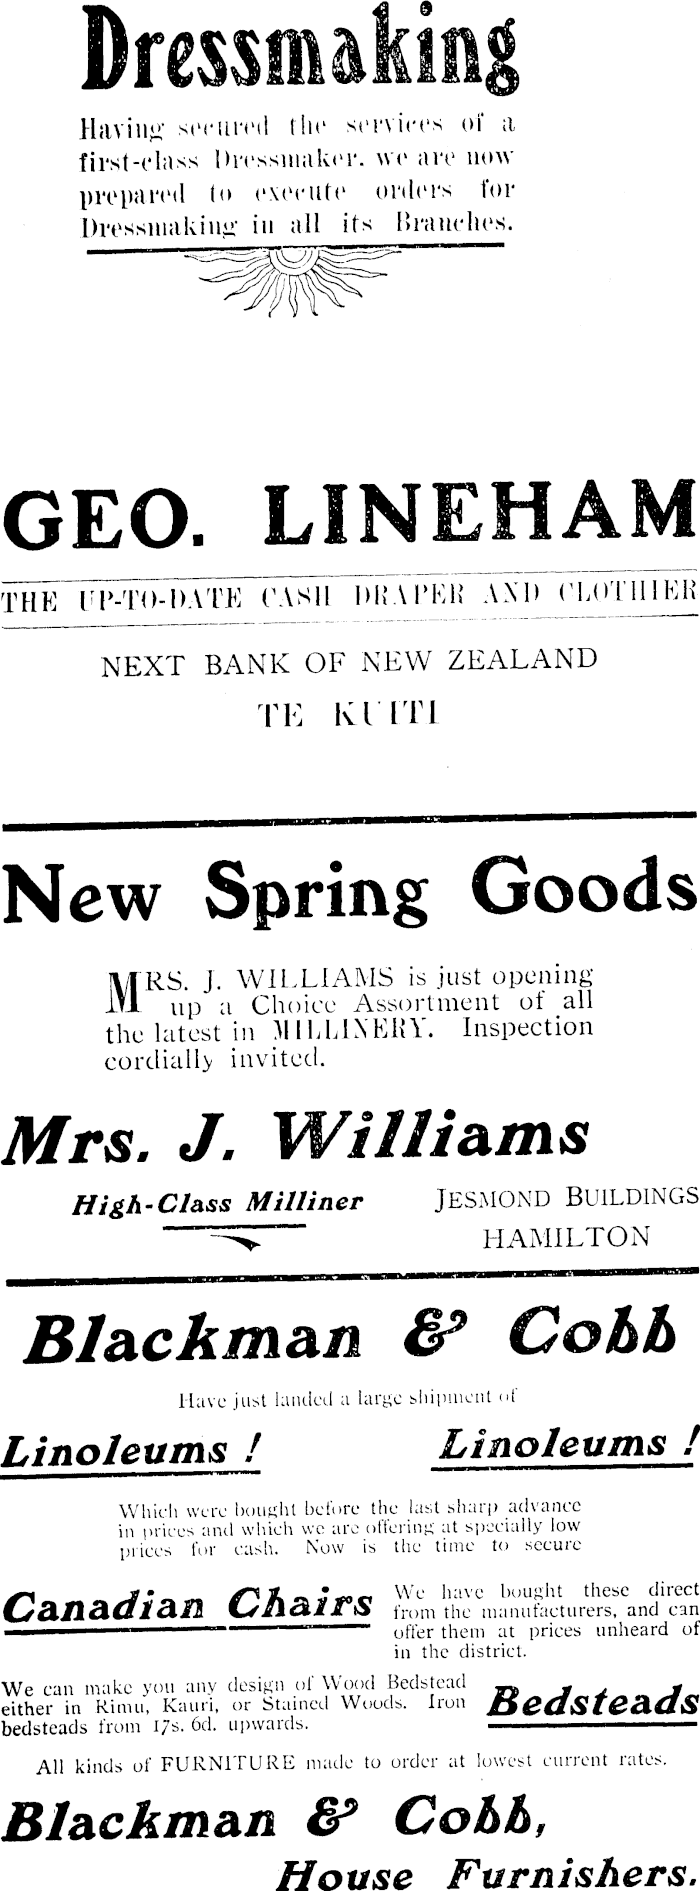 Dressmaking
Having secured the services of a
first-class Dressmaker, we are now
prepared to execute orders for
Dressmaking in all its Branches.
GEO. LINEHAM
THE UP-TO-DATE CASH DRAPER AND CLOTHIER
NEXT BANK OF NEW ZEALAND
TE KUITI
New Spring Goods
MRS. J. WILLIAMS is just opening
up a Choice Assortment of all
the latest in MILLINERY. Inspection
cordially invited.
Mrs. J. Williams
High-Class Milliner
JESMOND BUILDINGS
HAMILTON
Blackman & Cobb
Have just landed a large shipment of
Linoleums ! Linoleums !
Which were bought before the last sharp advance
in prices and which we are offering at specially low
prices for cash. Now is the time to secure
Canadian Chairs
We have bought these direct
from the manufacturers, and can
offer them at prices unheard of
in the district.
We can make you any design of Wood Bedstead
either in Rimu, Kauri, or Stained Woods. Iron
bedsteads from 17s. 6d. upwards.
Bedsteads
All kinds of FURNITURE made to order at lowest current rates.
Blackman & Cobb,
House Furnishers.